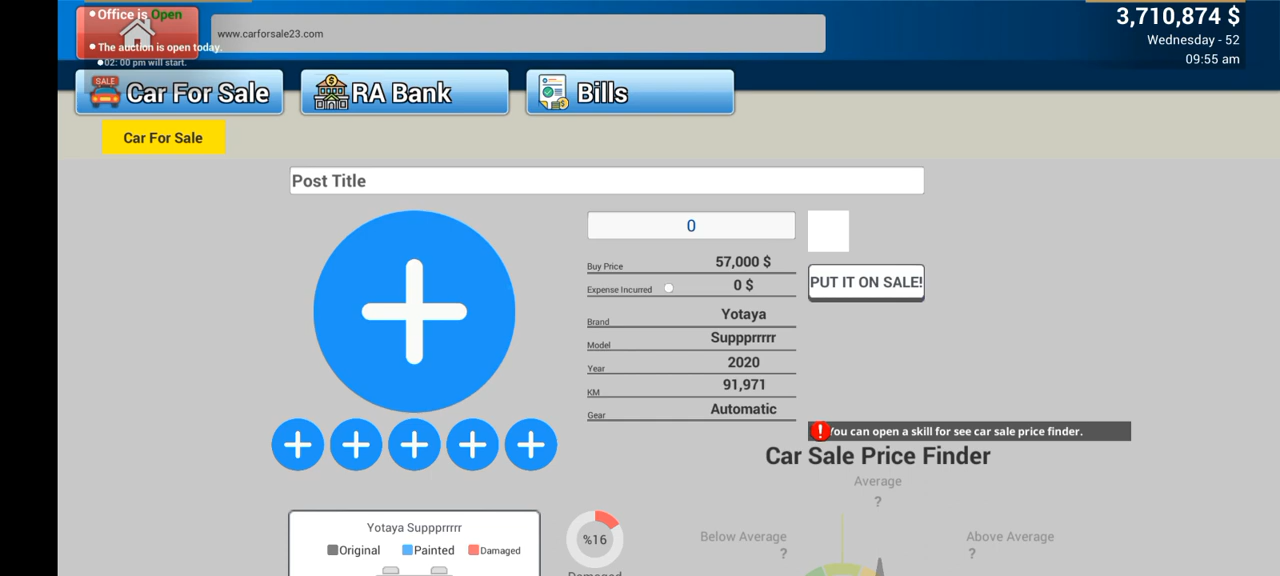 Office is Open
www.carforsale23.com
The auction is open today.
02: 00 pm will start.
3,710,874 $
Wednesday - 52
09:55 am
SALE
Car For Sale
RA Bank
Bills
Car For Sale
Post Title
0
Buy Price 57,000 $
PUT IT ON SALE!
Expense Incurred 0 $
Brand Yotaya
Model Suppprrrrr
Year 2020
KM 91,971
Gear Automatic
You can open a skill for see car sale price finder.
Car Sale Price Finder
Average
?
Yotaya Suppprrrrr
Original Painted Damaged
%16
Damaged
Below Average
?
Above Average
?